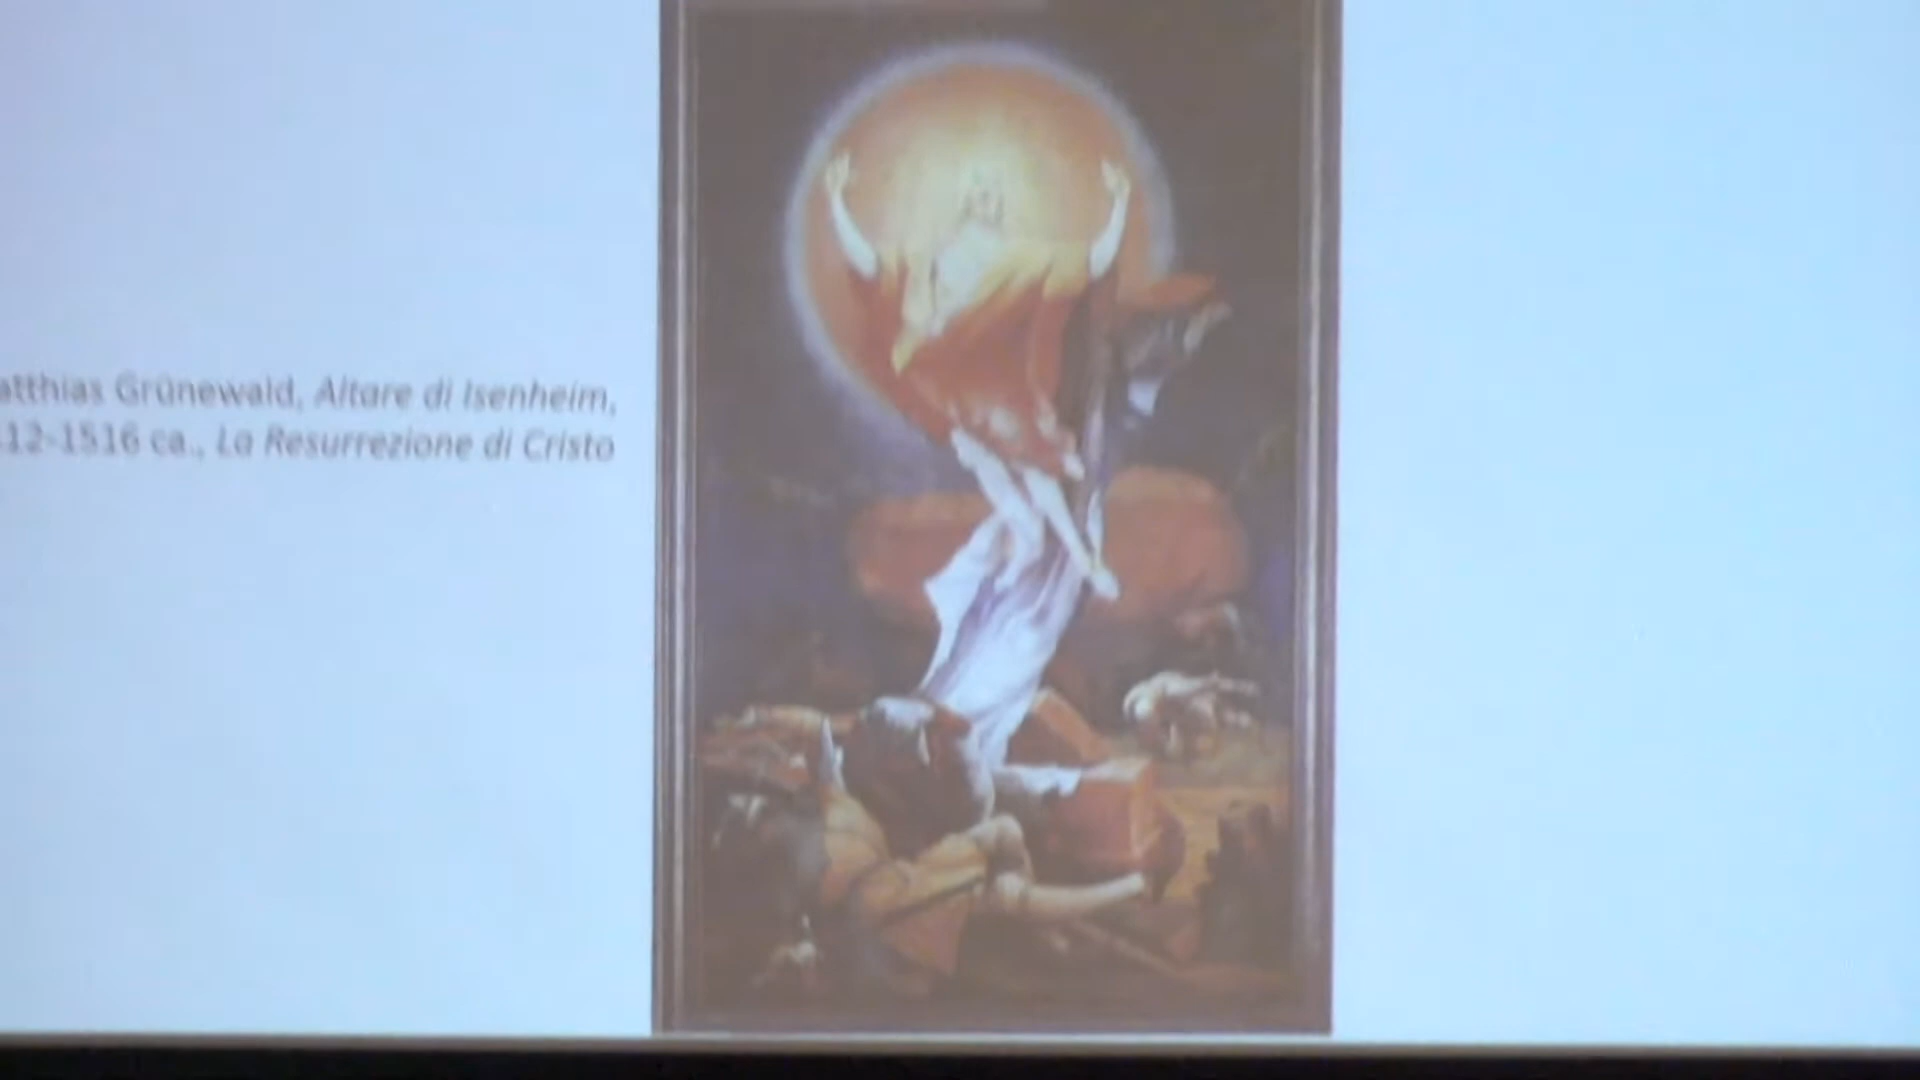 atthias Grünewald, Altare di Isenheim,
12-1516 ca., La Resurrezione di Cristo